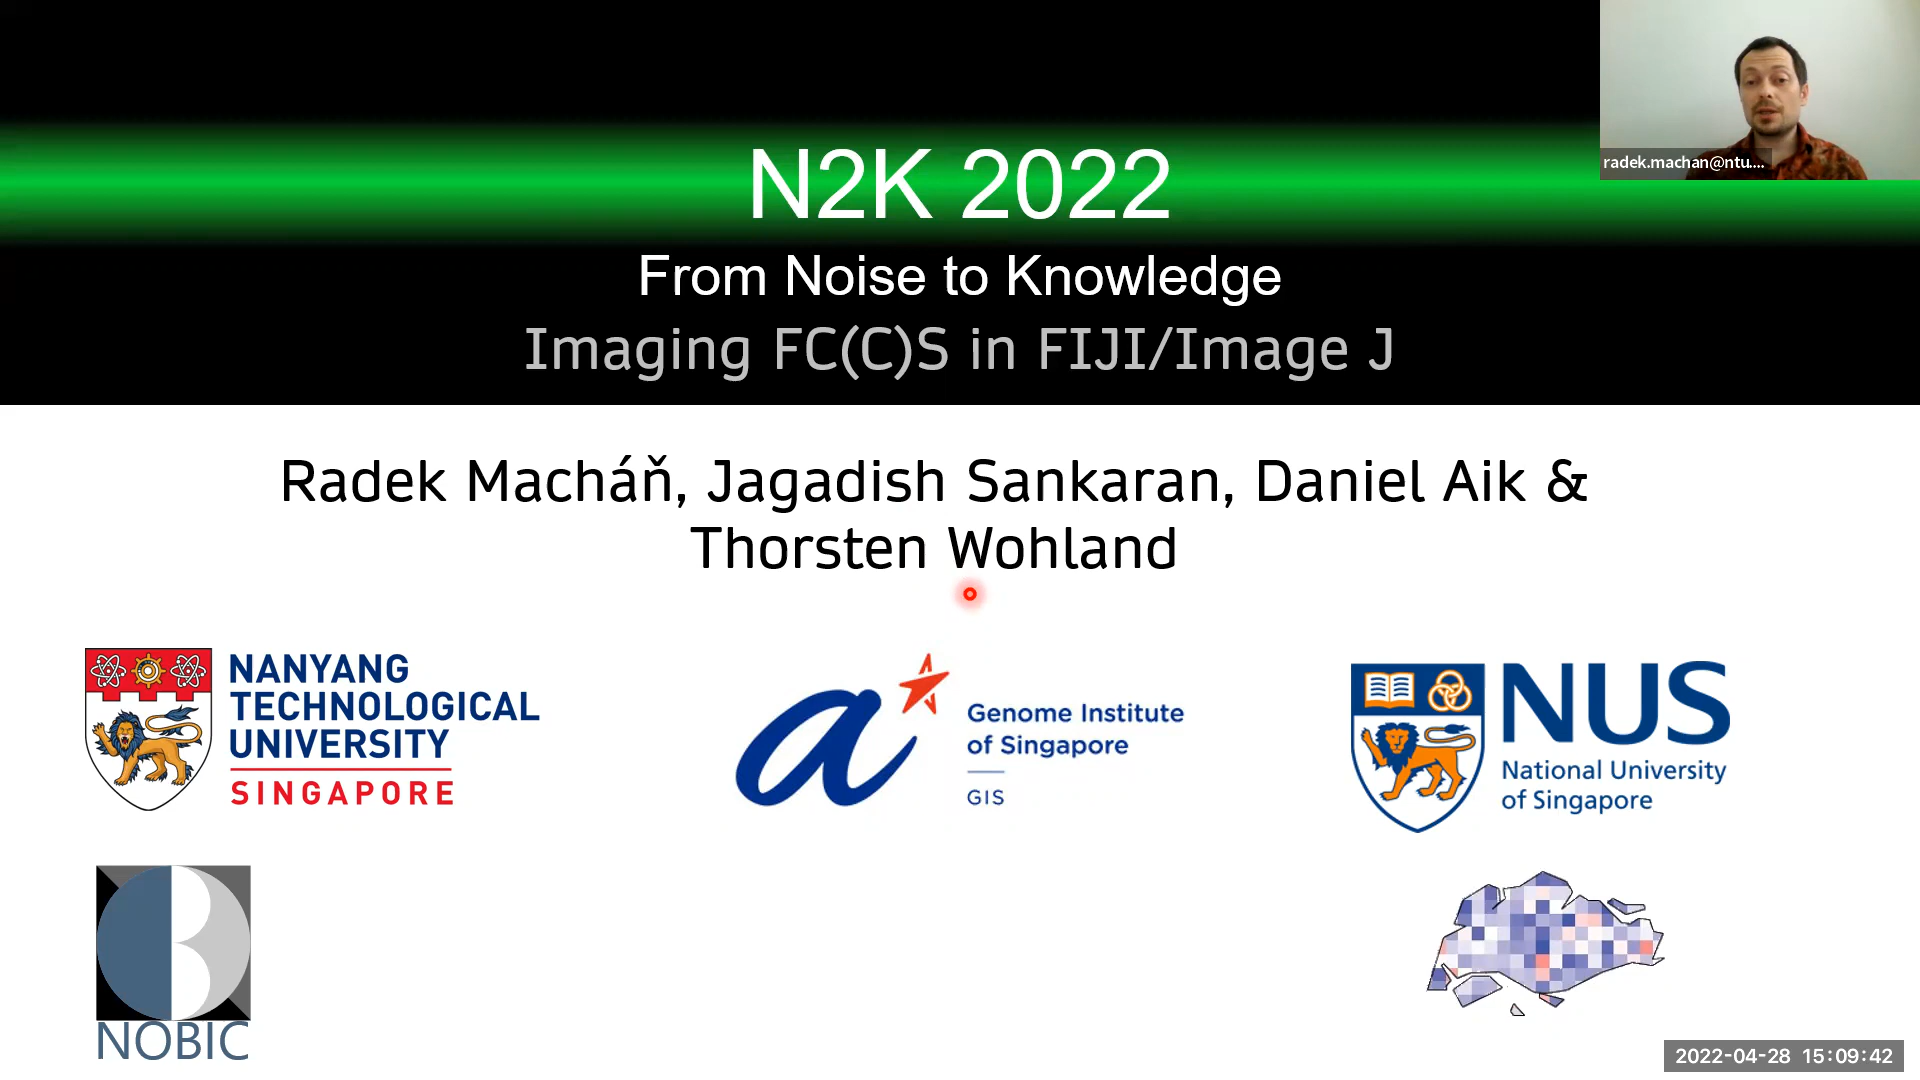 N2K 2022
radek.machan@ntu....
From Noise to Knowledge
Imaging FC(C)S in FIJI/Image J
Radek Macháň, Jagadish Sankaran, Daniel Aik &
Thorsten Wohland
NANYANG
TECHNOLOGICAL
UNIVERSITY
SINGAPORE
Genome Institute
of Singapore
GIS
NUS
National University
of Singapore
NOBIC
2022-04-28 15:09:42